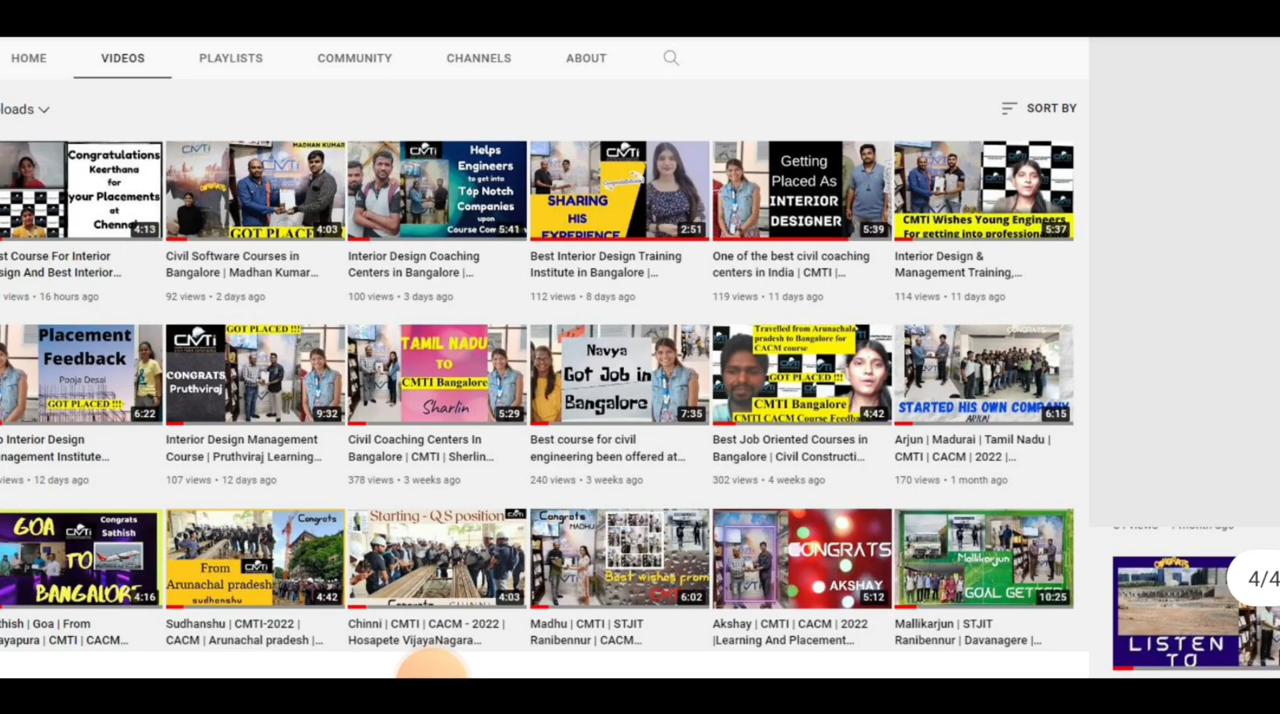 HOME VIDEOS PLAYLISTS COMMUNITY CHANNELS ABOUT
loads
SORT BY
Congratulations
Keerthana
for
your Placements
at
4:13
CMTi
MADHAN KUMAR
4:03
CMTi
Helps
Engineers
to get into
Top Notch
Companies
upon
5:41
CMTi
SHARING
HIS
EXPERIENCE
2:51
Getting
Placed As
INTERIOR
DESIGNER
5:39
CMTI Wishes Young Engineers
For getting into
5:37
st Course For Interior
sign And Best Interior...
views • 16 hours ago
Civil Software Courses in
Bangalore | Madhan Kumar...
92 views • 2 days ago
Interior Design Coaching
Centers in Bangalore |...
100 views • 3 days ago
Best Interior Design Training
Institute in Bangalore |...
112 views • 8 days ago
One of the best civil coaching
centers in India | CMTI |...
119 views • 11 days ago
Interior Design &
Management Training,...
114 views • 11 days ago
Placement
Feedback
Pooja Desai
GOT PLACED !!!
6:22
GOT PLACED !!!
CMTi
CONGRATS
Pruthviraj
9:32
TAMIL NADU
TO
CMTI Bangalore
Sharlin
5:29
Navya
Got Job in
Bangalore
7:35
Travelled from Arunachala
pradesh to Bangalore for
CACM course
GOT PLACED !!!
CMTI Bangalore
CMTI CACM Course
4:42
CONGRATS
STARTED HIS OWN COMPANY
ARJUN
6:15
Interior Design
nagement Institute...
views • 12 days ago
Interior Design Management
Course | Pruthviraj Learning...
107 views • 12 days ago
Civil Coaching Centers In
Bangalore | CMTI | Sherlin...
378 views • 3 weeks ago
Best course for civil
engineering been offered at...
240 views • 3 weeks ago
Best Job Oriented Courses in
Bangalore | Civil Constructi...
302 views • 4 weeks ago
Arjun | Madurai | Tamil Nadu |
CMTI | CACM | 2022 |...
170 views • 1 month ago
GOA
CMTi
Congrats
Sathish
TO
BANGALOR
4:16
Congrats
From
CMTi
Arunachal pradesh
sudhanshu
4:42
Starting - QS position
4:03
Congrats
MADHU
CMTi
Best wishes from
6:02
CONGRATS
AKSHAY
5:12
Mallikarjun
GOAL GETTER
10:25
thish | Goa | From
ayapura | CMTI | CACM...
Sudhanshu | CMTI-2022 |
CACM | Arunachal pradesh |...
Chinni | CMTI | CACM - 2022 |
Hosapete VijayaNagara...
Madhu | CMTI | STJIT
Ranibennur | CACM...
Akshay | CMTI | CACM | 2022
|Learning And Placement...
Mallikarjun | STJIT
Ranibennur | Davanagere |...
4/4
LISTEN
TO